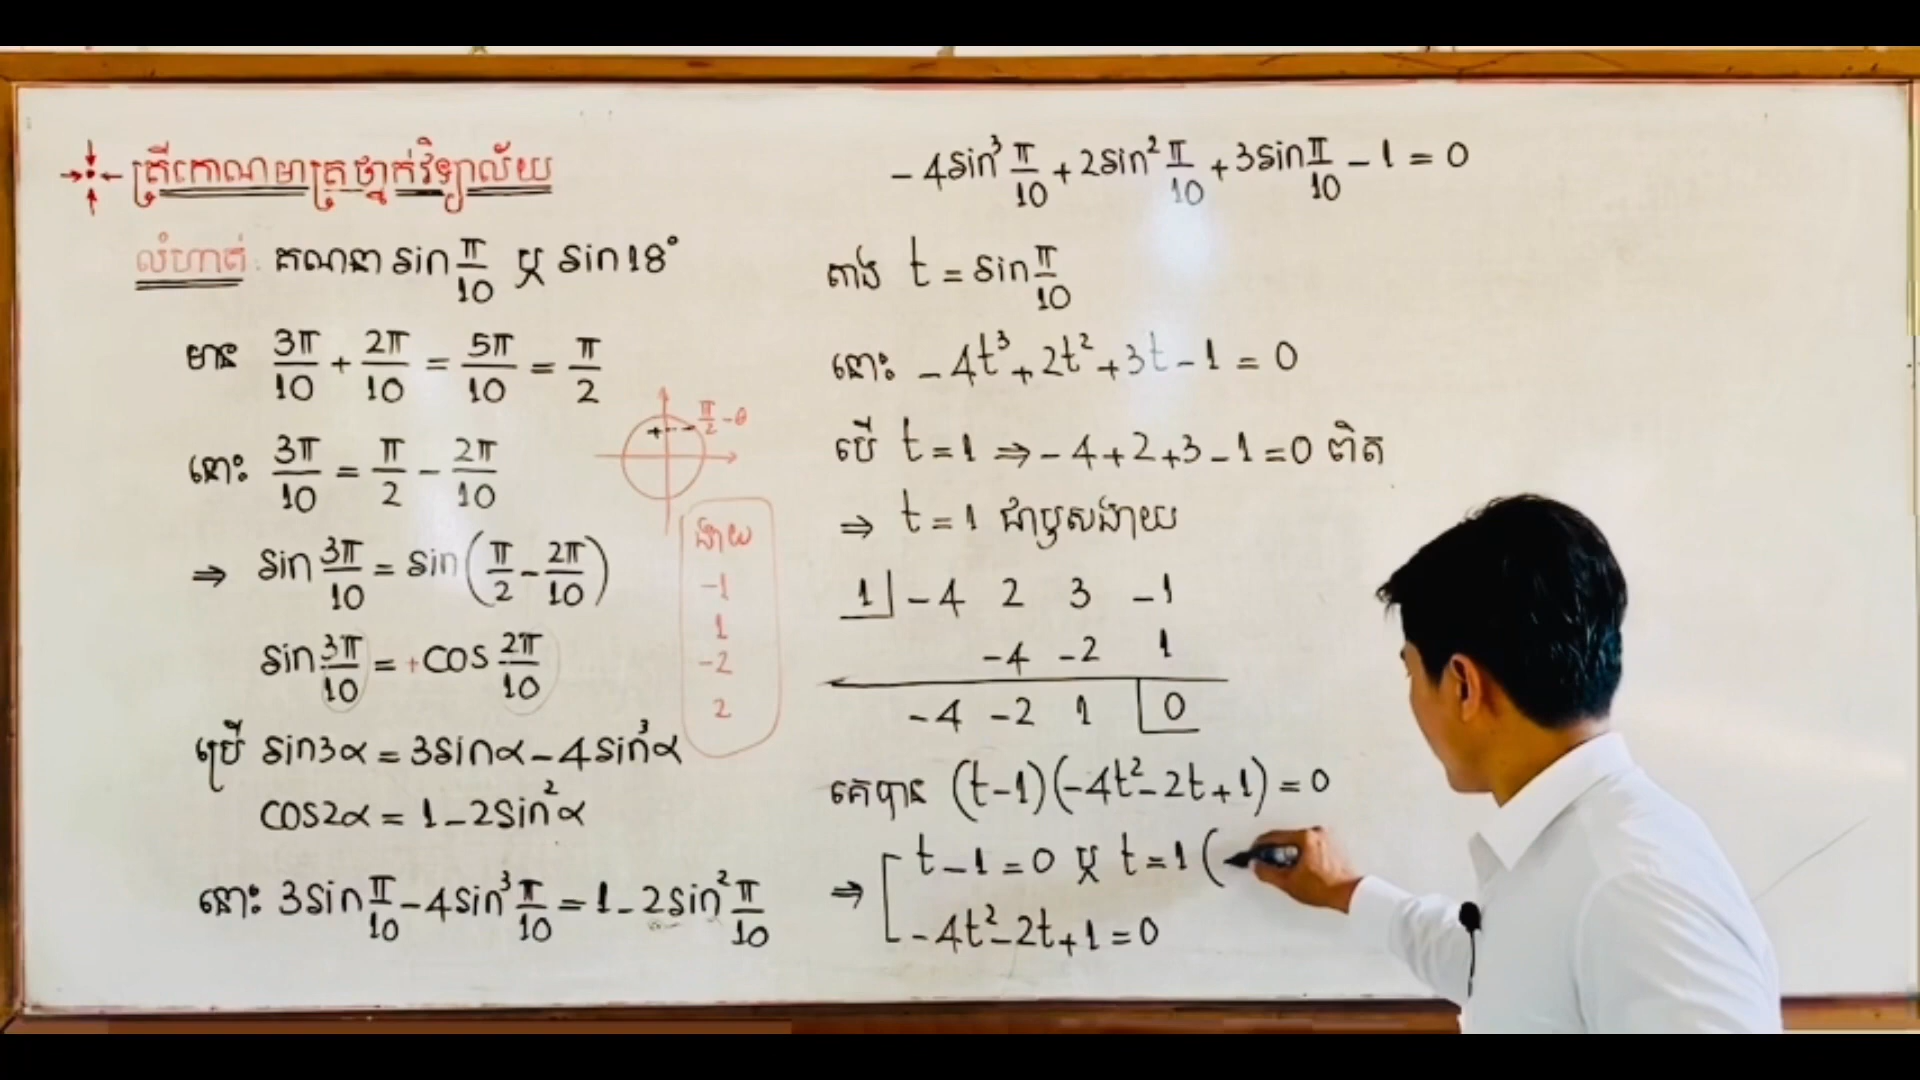 ត្រីកោណមាត្រថ្នាក់វិទ្យាល័យ
លំហាត់ គណនា sin π/10 ឬ sin 18°
មាន 3π/10 + 2π/10 = 5π/10 = π/2
នោះ 3π/10 = π/2 - 2π/10
⇒ sin 3π/10 = sin(π/2 - 2π/10)
sin 3π/10 = +cos 2π/10
ប្រើ sin3α = 3sinα - 4sin³α
cos2α = 1 - 2sin²α
នោះ 3sin π/10 - 4sin³ π/10 = 1 - 2sin² π/10
π/2 - θ
+
ងាយ
-1
1
-2
2
- 4sin³ π/10 + 2sin² π/10 + 3sin π/10 - 1 = 0
តាង t = sin π/10
នោះ - 4t³ + 2t² + 3t - 1 = 0
បើ t = 1 ⇒ - 4 + 2 + 3 - 1 = 0 ពិត
⇒ t = 1 ជាឫសងាយ
1 -4 2 3 -1
-4 -2 1
-4 -2 1 0
គេបាន (t-1)(-4t²-2t+1) = 0
⇒ [ t - 1 = 0 ឬ t = 1 (
-4t²-2t+1 = 0